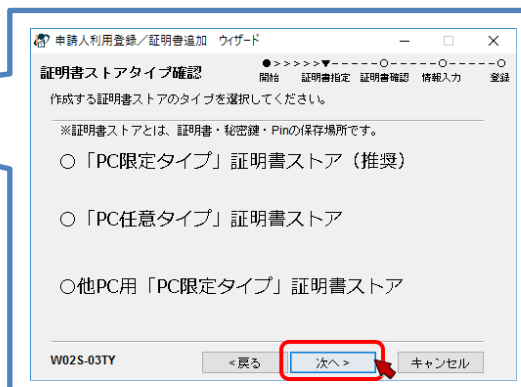 申請人利用登録／証明書追加 ウィザード
証明書ストアタイプ確認
●>>>>>▼-----○-----○-----○
開始 証明書指定 証明書確認 情報入力 登録
作成する証明書ストアのタイプを選択してください。
※証明書ストアとは、証明書・秘密鍵・Pinの保存場所です。
○「PC限定タイプ」証明書ストア（推奨）
○「PC任意タイプ」証明書ストア
○他PC用「PC限定タイプ」証明書ストア
W02S-03TY
<戻る
次へ>
キャンセル